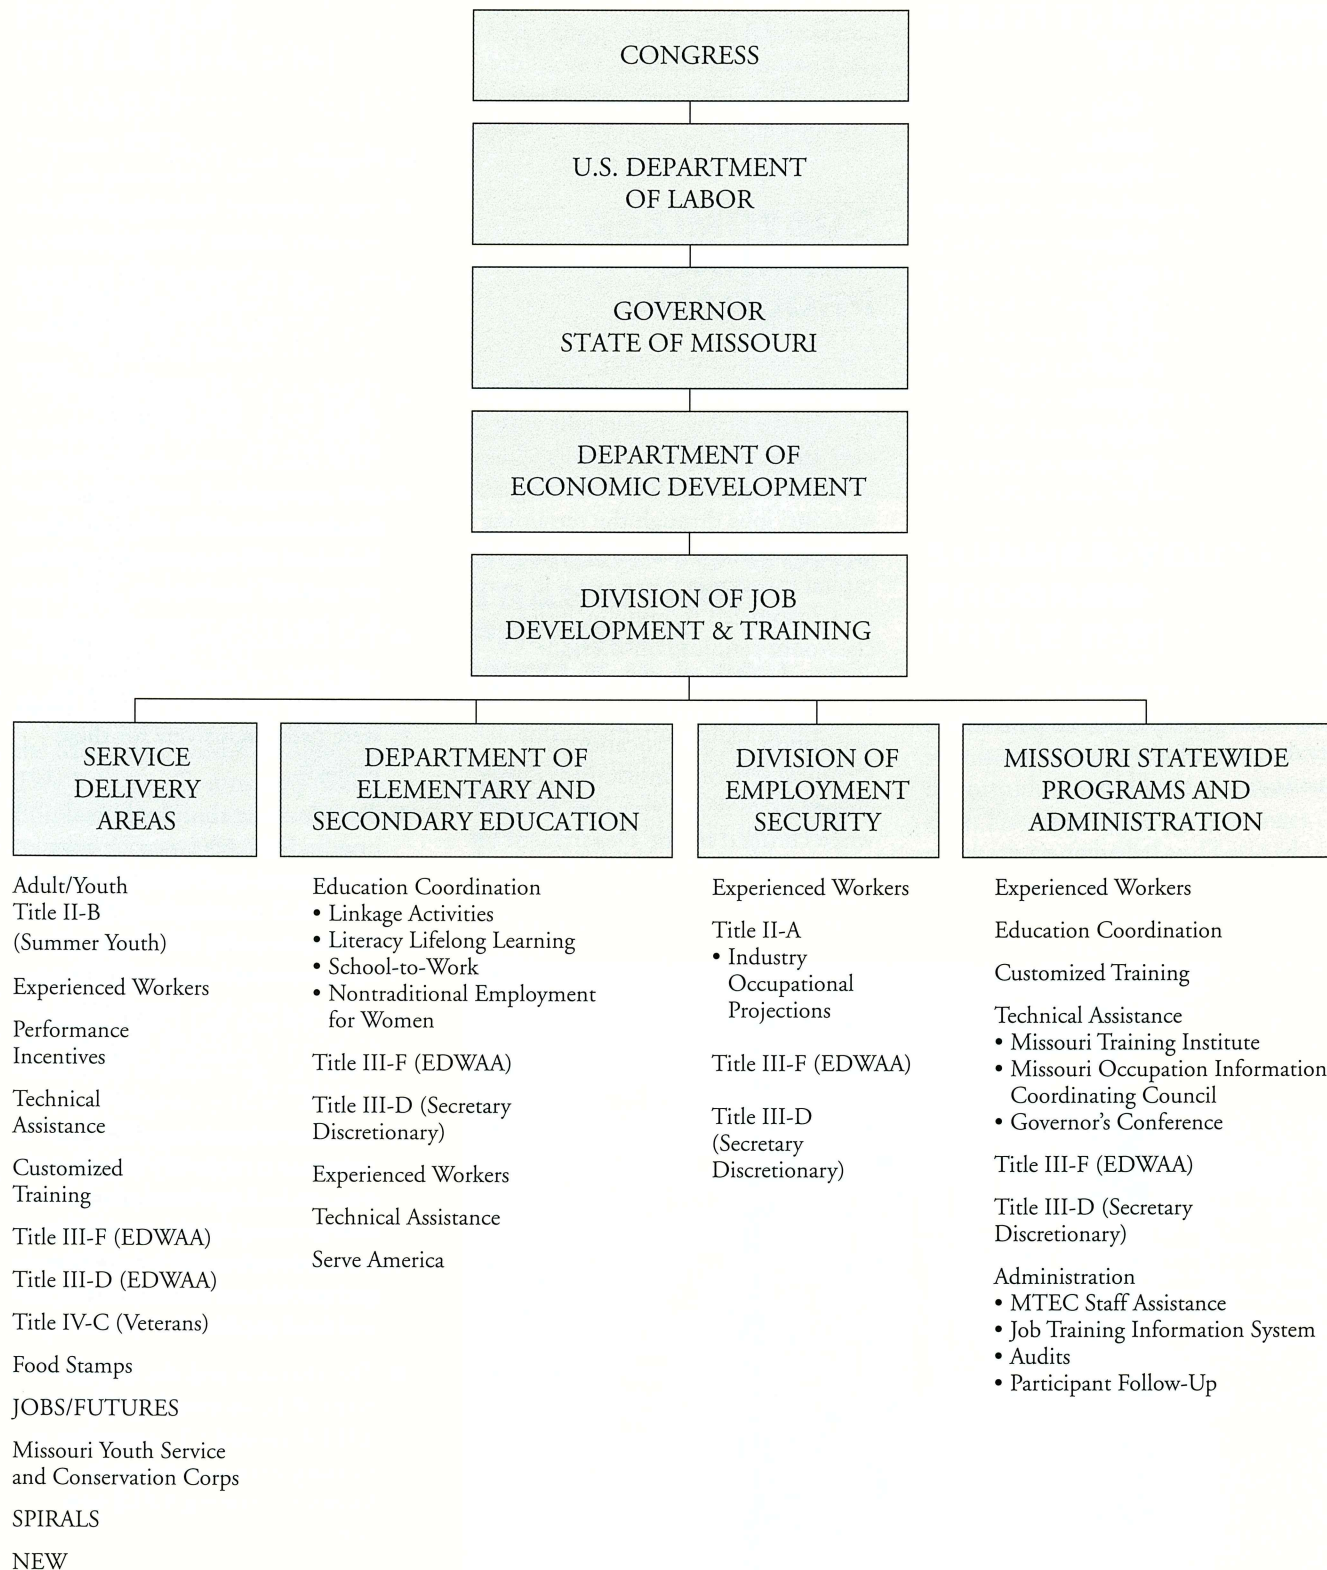 CONGRESS
U.S. DEPARTMENT
OF LABOR
GOVERNOR
STATE OF MISSOURI
DEPARTMENT OF
ECONOMIC DEVELOPMENT
DIVISION OF JOB
DEVELOPMENT & TRAINING
SERVICE
DELIVERY
AREAS
Adult/Youth
Title II-B
(Summer Youth)
Experienced Workers
Performance
Incentives
Technical
Assistance
Customized
Training
Title III-F (EDWAA)
Title III-D (EDWAA)
Title IV-C (Veterans)
Food Stamps
JOBS/FUTURES
Missouri Youth Service
and Conservation Corps
SPIRALS
NEW
DEPARTMENT OF
ELEMENTARY AND
SECONDARY EDUCATION
Education Coordination
• Linkage Activities
• Literacy Lifelong Learning
• School-to-Work
• Nontraditional Employment
for Women
Title III-F (EDWAA)
Title III-D (Secretary
Discretionary)
Experienced Workers
Technical Assistance
Serve America
DIVISION OF
EMPLOYMENT
SECURITY
Experienced Workers
Title II-A
• Industry
Occupational
Projections
Title III-F (EDWAA)
Title III-D
(Secretary
Discretionary)
MISSOURI STATEWIDE
PROGRAMS AND
ADMINISTRATION
Experienced Workers
Education Coordination
Customized Training
Technical Assistance
• Missouri Training Institute
• Missouri Occupation Information
Coordinating Council
• Governor's Conference
Title III-F (EDWAA)
Title III-D (Secretary
Discretionary)
Administration
• MTEC Staff Assistance
• Job Training Information System
• Audits
• Participant Follow-Up